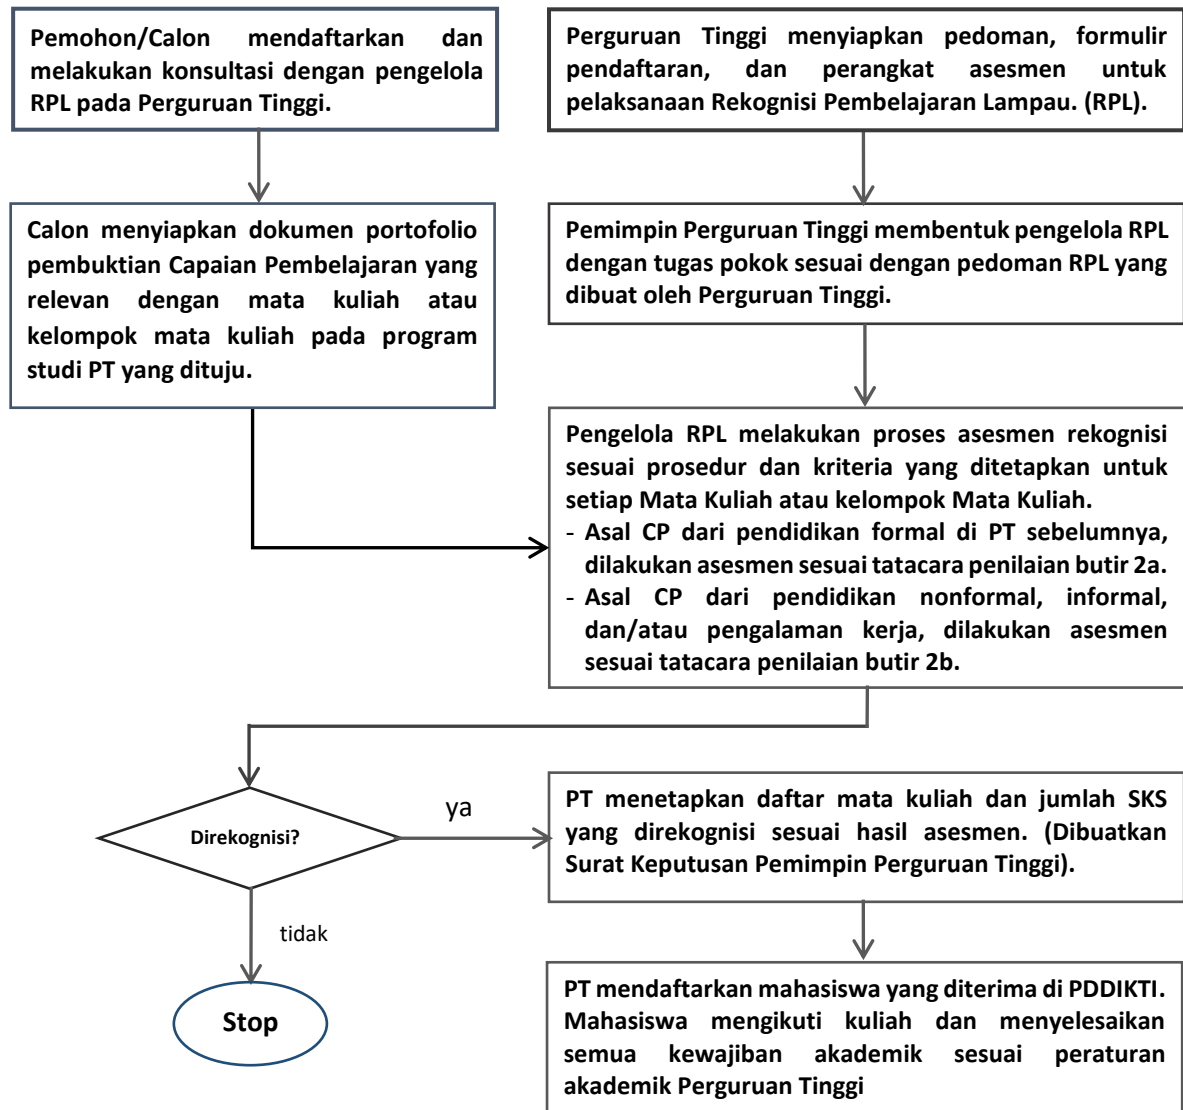 Pemohon/Calon mendaftarkan dan
melakukan konsultasi dengan pengelola
RPL pada Perguruan Tinggi.
Perguruan Tinggi menyiapkan pedoman, formulir
pendaftaran, dan perangkat asesmen untuk
pelaksanaan Rekognisi Pembelajaran Lampau. (RPL).
Calon menyiapkan dokumen portofolio
pembuktian Capaian Pembelajaran yang
relevan dengan mata kuliah atau
kelompok mata kuliah pada program
studi PT yang dituju.
Pemimpin Perguruan Tinggi membentuk pengelola RPL
dengan tugas pokok sesuai dengan pedoman RPL yang
dibuat oleh Perguruan Tinggi.
Pengelola RPL melakukan proses asesmen rekognisi
sesuai prosedur dan kriteria yang ditetapkan untuk
setiap Mata Kuliah atau kelompok Mata Kuliah.
- Asal CP dari pendidikan formal di PT sebelumnya,
dilakukan asesmen sesuai tatacara penilaian butir 2a.
- Asal CP dari pendidikan nonformal, informal,
dan/atau pengalaman kerja, dilakukan asesmen
sesuai tatacara penilaian butir 2b.
Direkognisi?
ya
PT menetapkan daftar mata kuliah dan jumlah SKS
yang direkognisi sesuai hasil asesmen. (Dibuatkan
Surat Keputusan Pemimpin Perguruan Tinggi).
tidak
Stop
PT mendaftarkan mahasiswa yang diterima di PDDIKTI.
Mahasiswa mengikuti kuliah dan menyelesaikan
semua kewajiban akademik sesuai peraturan
akademik Perguruan Tinggi